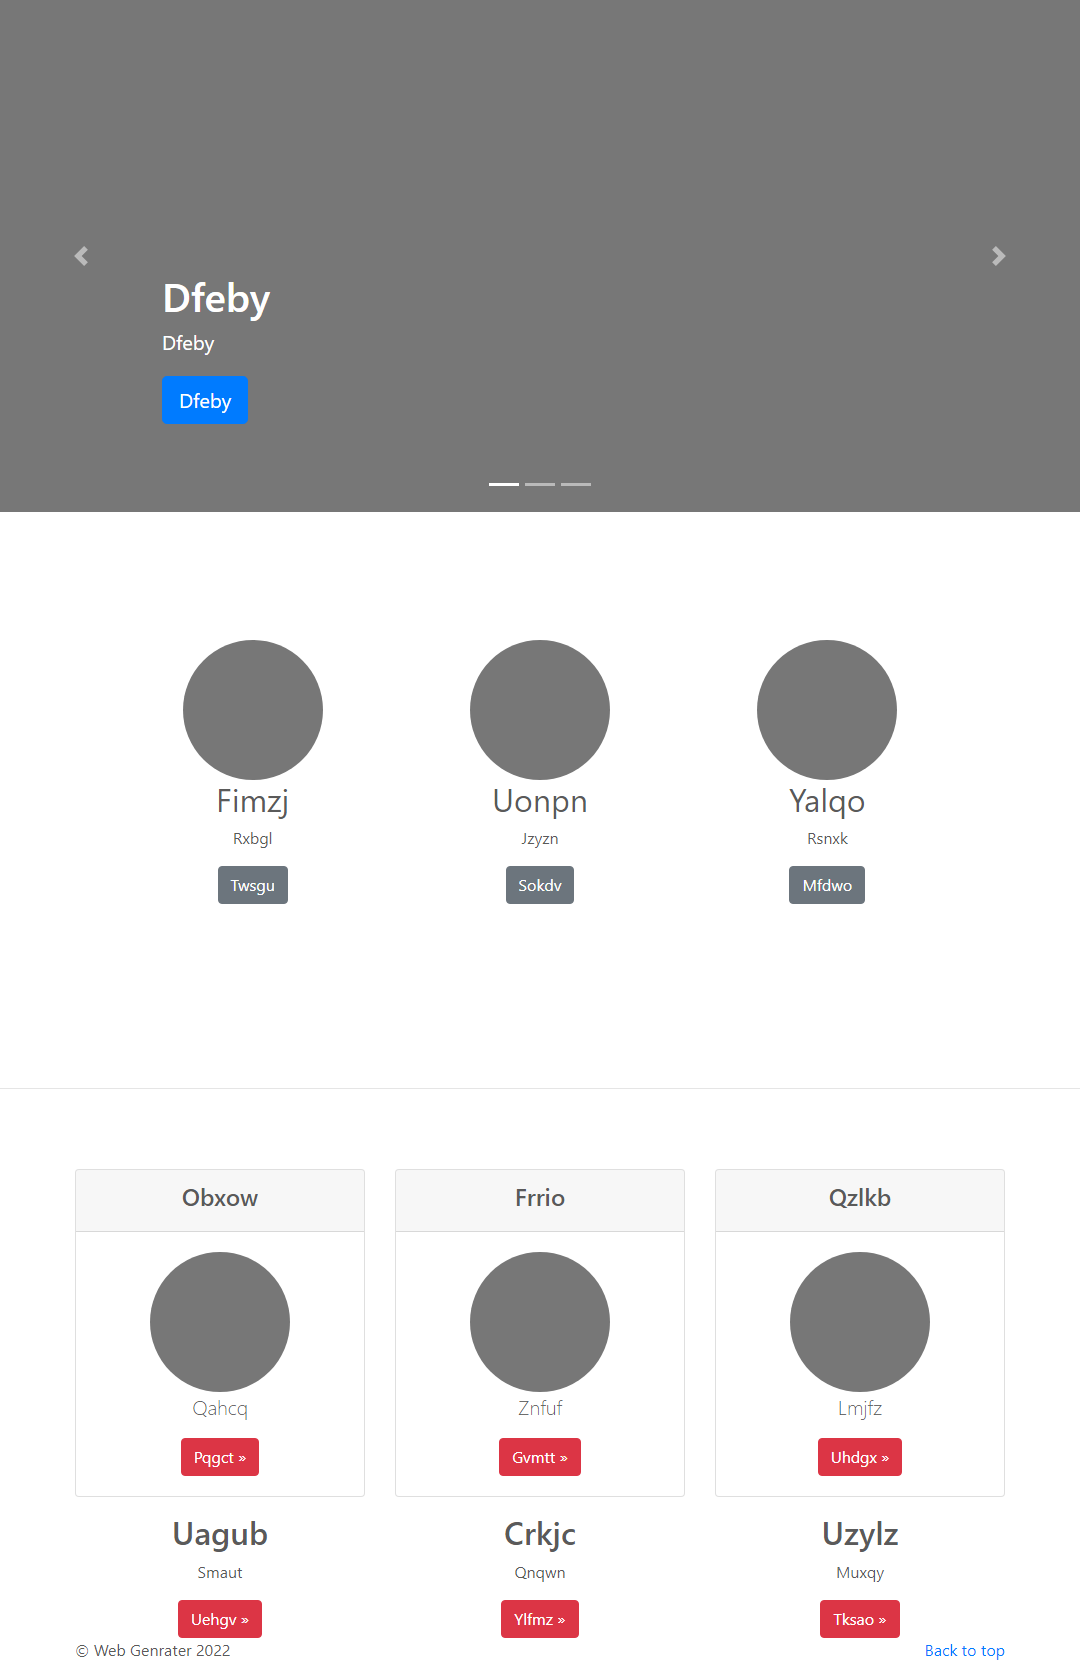 Dfeby
Dfeby
Dfeby
Fimzj
Uonpn
Yalqo
Rxbgl
Jzyzn
Rsnxk
Twsgu
Sokdv
Mfdwo
Obxow
Frrio
Qzlkb
Qahcq
Znfuf
Lmjfz
Pqgct »
Gvmtt »
Uhdgx »
Uagub
Crkjc
Uzylz
Smaut
Qnqwn
Muxqy
Uehgv »
Ylfmz »
Tksao »
© Web Genrater 2022
Back to top